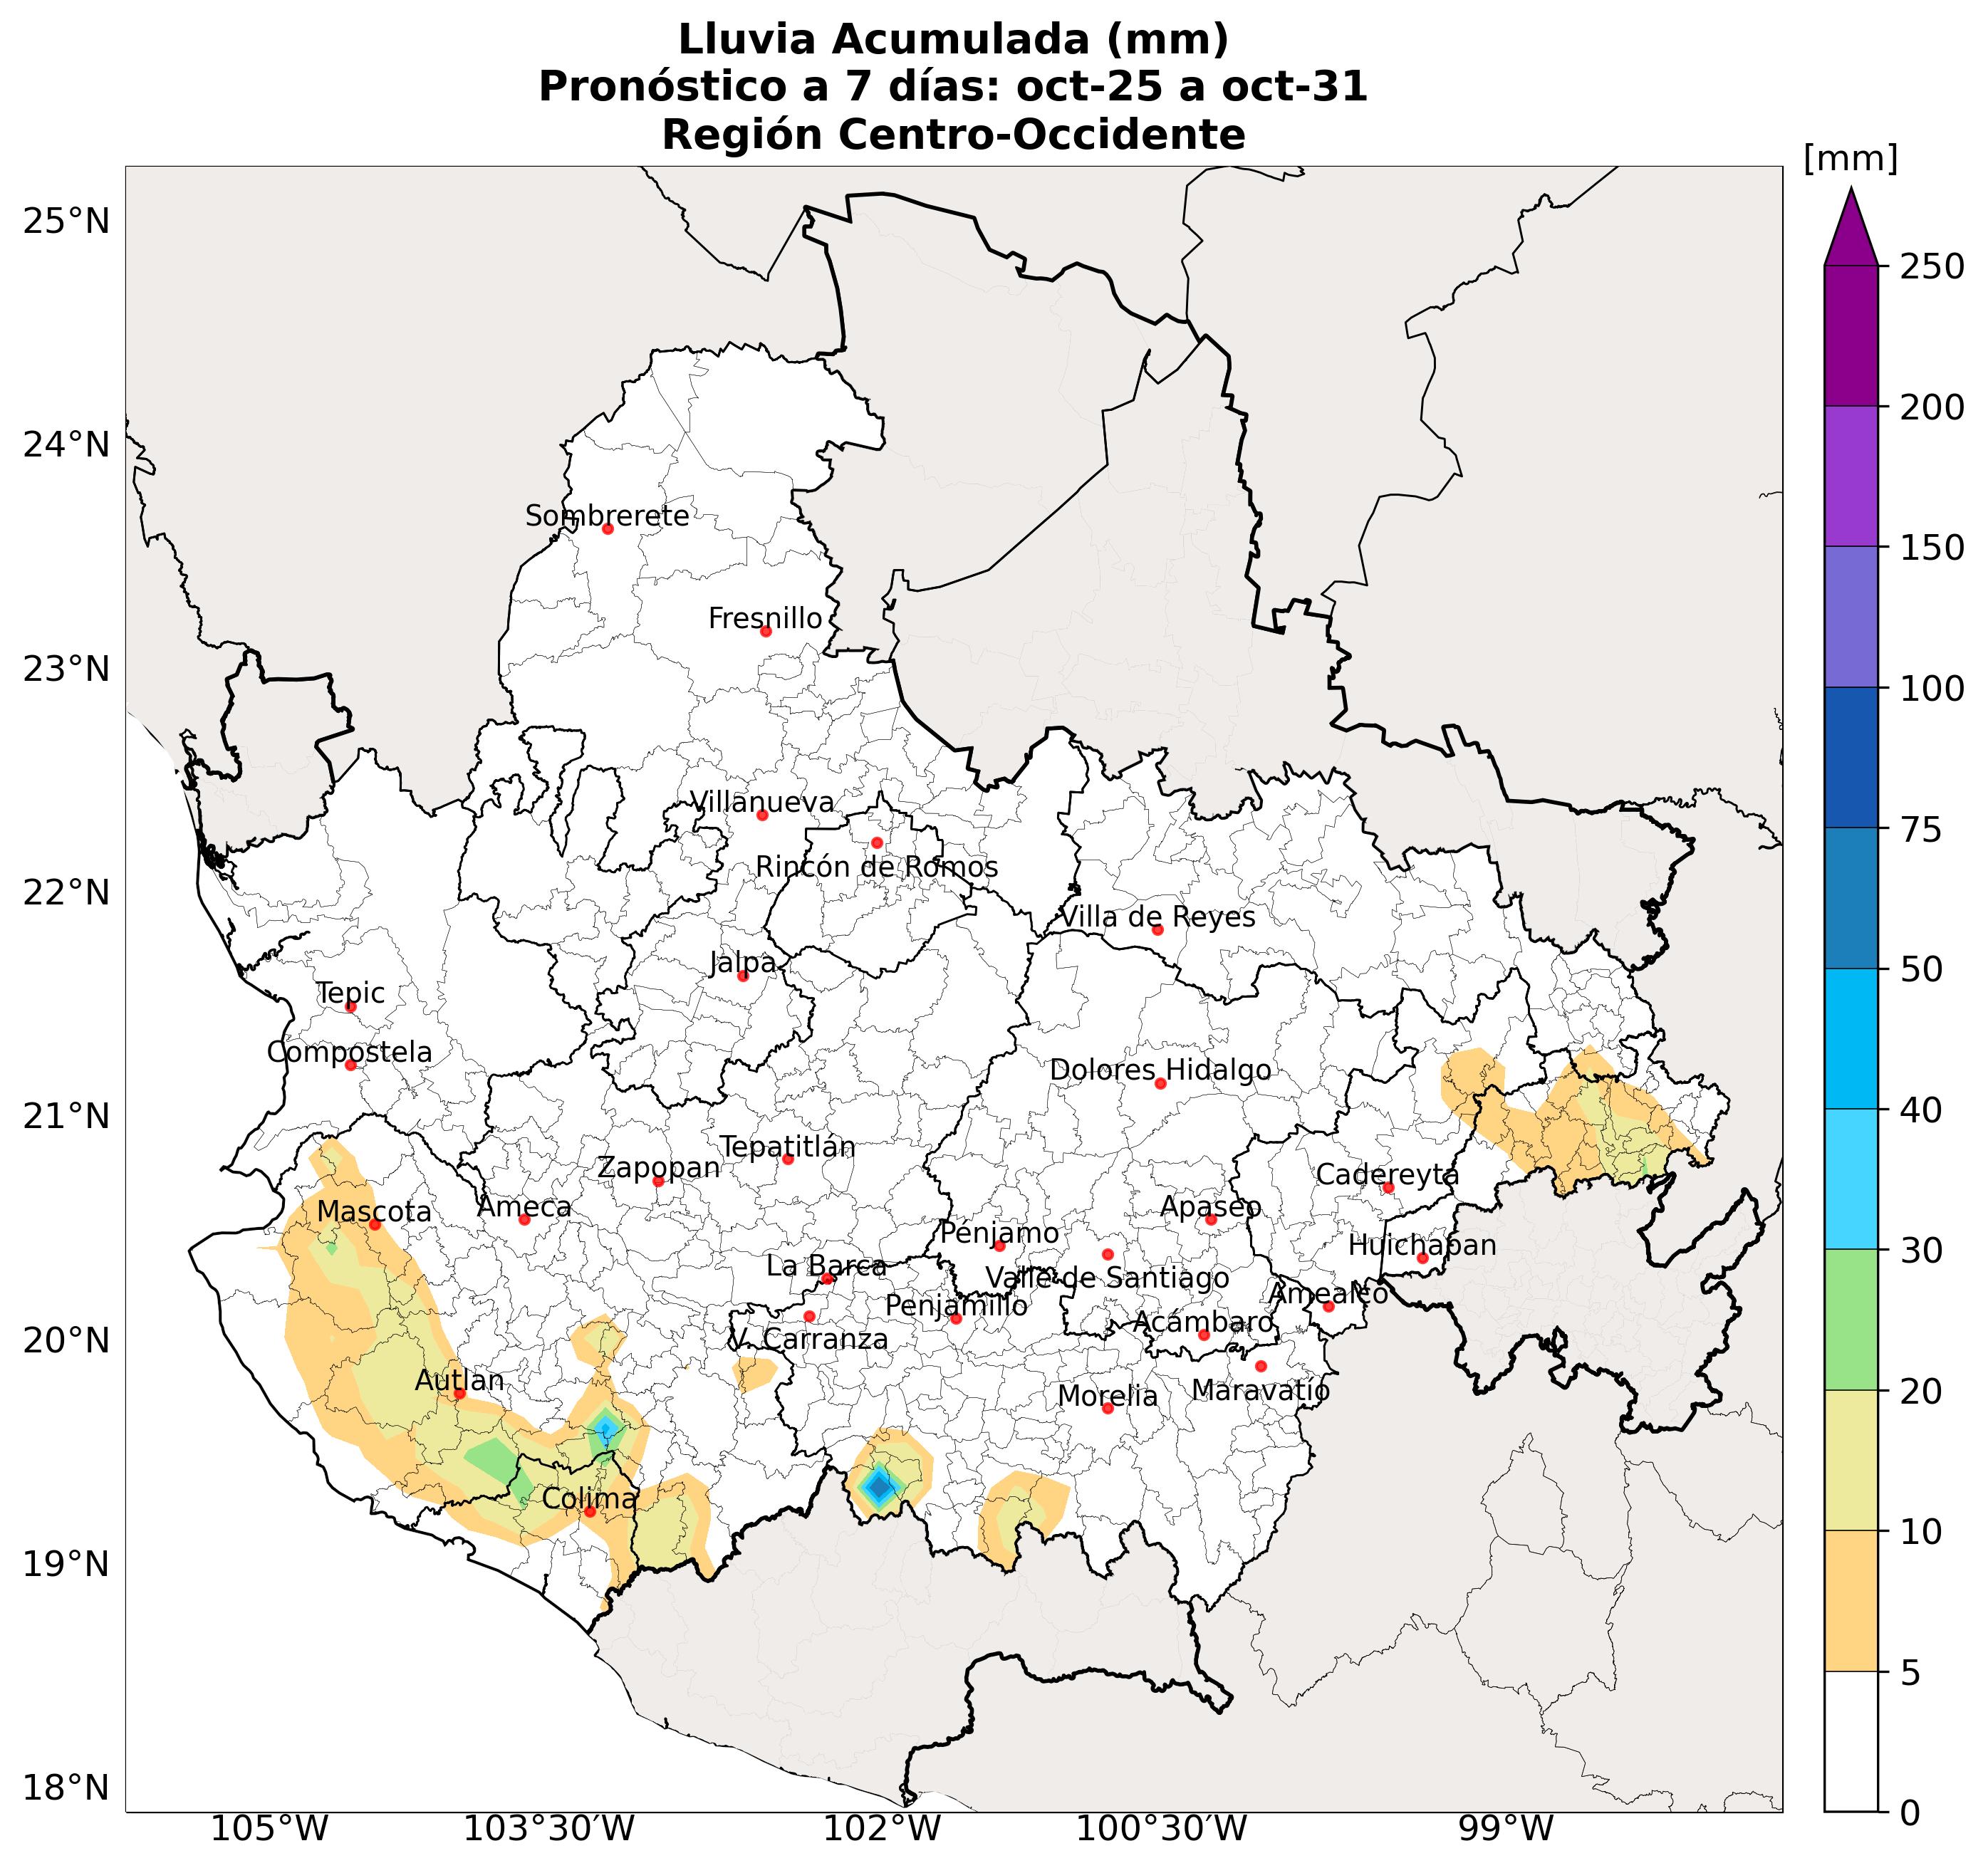 Lluvia Acumulada (mm)
Pronóstico a 7 días: oct-25 a oct-31
Región Centro-Occidente
[mm]
25°N
24°N
23°N
22°N
21°N
20°N
19°N
18°N
105°W
103°30'W
102°W
100°30'W
99°W
250
200
150
100
75
50
40
30
20
10
5
0
Sombrerete
Fresnillo
Villanueva
Rincón de Romos
Villa de Reyes
Jalpa
Tepic
Compostela
Dolores Hidalgo
Tepatitlán
Zapopan
Cadereyta
Mascota
Ameca
Apaseo
Pénjamo
Huichapan
La Barca
Valle de Santiago
Amealco
Penjamillo
Acámbaro
V. Carranza
Autlan
Morelia
Maravatío
Colima